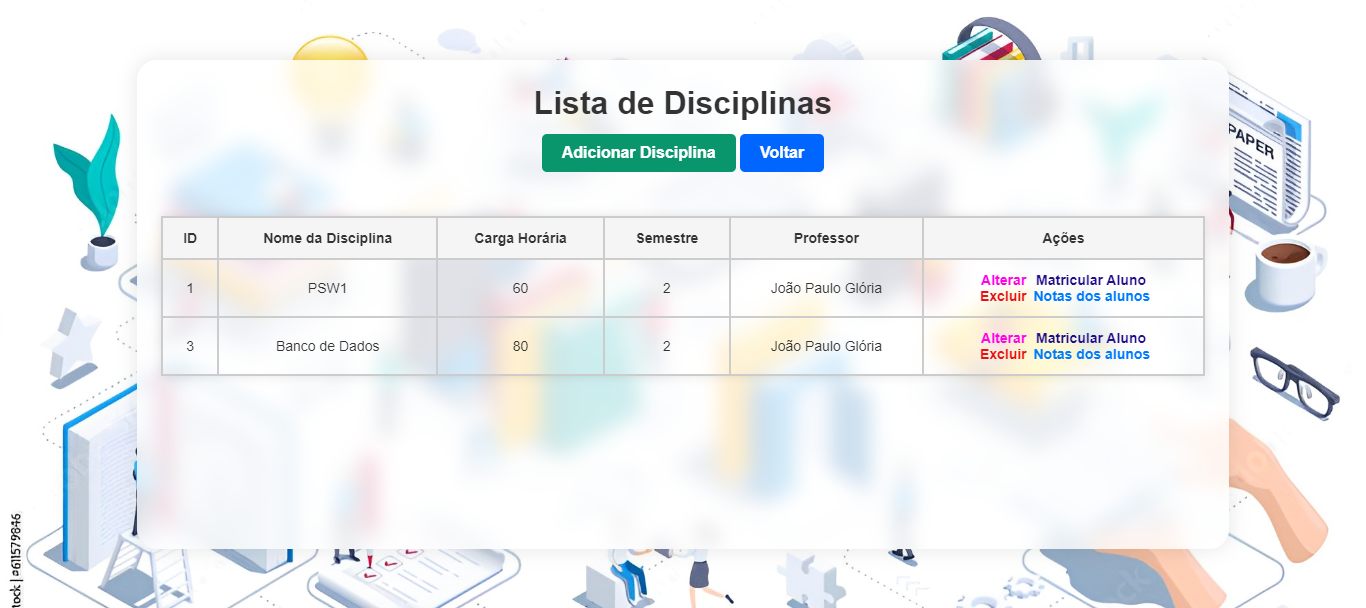 Lista de Disciplinas
Adicionar Disciplina Voltar
ID Nome da Disciplina Carga Horária Semestre Professor Ações
1 PSW1 60 2 João Paulo Glória Alterar Matricular Aluno
Excluir Notas dos alunos
3 Banco de Dados 80 2 João Paulo Glória Alterar Matricular Aluno
Excluir Notas dos alunos
PAPER
tock | #611579846